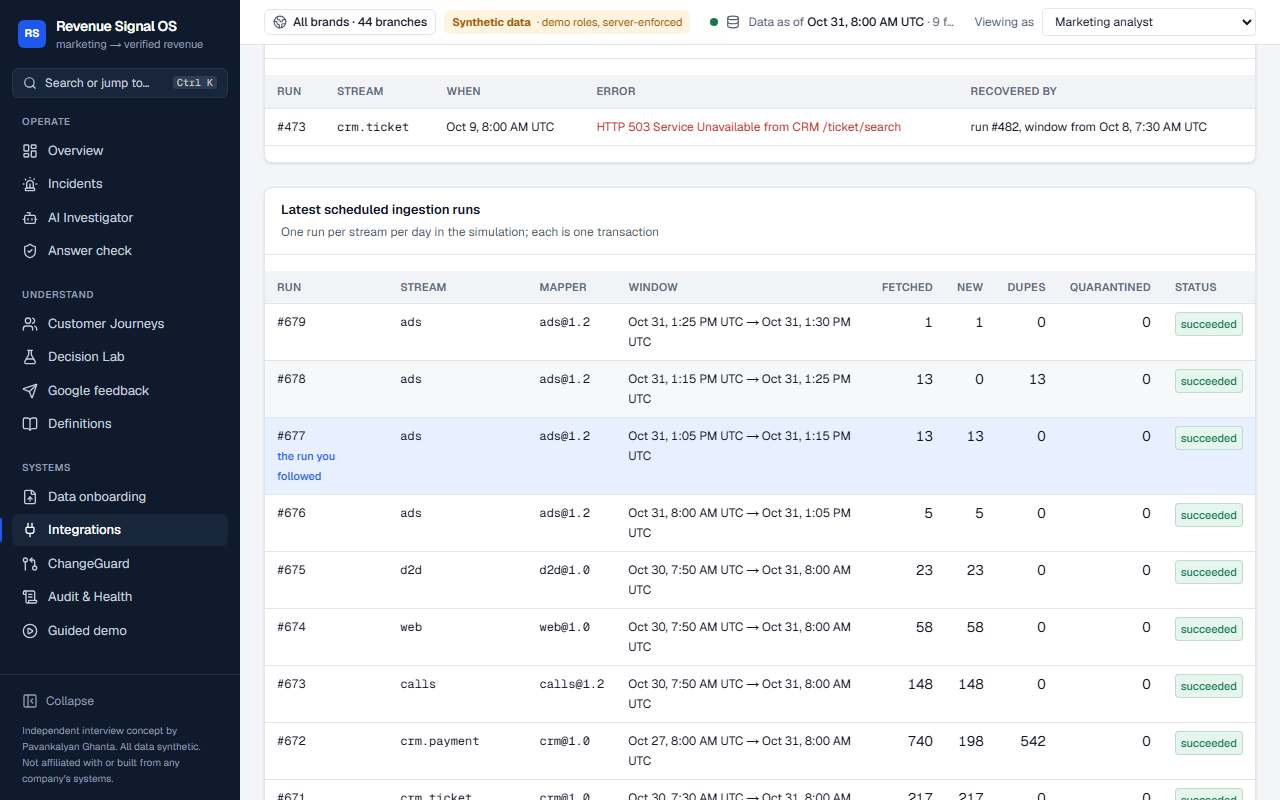 RS
Revenue Signal OS
marketing → verified revenue
Search or jump to…
Ctrl K
OPERATE
Overview
Incidents
AI Investigator
Answer check
UNDERSTAND
Customer Journeys
Decision Lab
Google feedback
Definitions
SYSTEMS
Data onboarding
Integrations
ChangeGuard
Audit & Health
Guided demo
Collapse
Independent interview concept by
Pavankalyan Ghanta. All data synthetic.
Not affiliated with or built from any
company's systems.
All brands · 44 branches
Synthetic data · demo roles, server-enforced
Data as of Oct 31, 8:00 AM UTC · 9 f…
Viewing as
Marketing analyst
RUN STREAM WHEN ERROR RECOVERED BY
#473 crm.ticket Oct 9, 8:00 AM UTC HTTP 503 Service Unavailable from CRM /ticket/search run #482, window from Oct 8, 7:30 AM UTC
Latest scheduled ingestion runs
One run per stream per day in the simulation; each is one transaction
RUN STREAM MAPPER WINDOW FETCHED NEW DUPES QUARANTINED STATUS
#679 ads ads@1.2 Oct 31, 1:25 PM UTC → Oct 31, 1:30 PM 1 1 0 0 succeeded
UTC
#678 ads ads@1.2 Oct 31, 1:15 PM UTC → Oct 31, 1:25 PM 13 0 13 0 succeeded
UTC
#677 ads ads@1.2 Oct 31, 1:05 PM UTC → Oct 31, 1:15 PM 13 13 0 0 succeeded
the run you UTC
followed
#676 ads ads@1.2 Oct 31, 8:00 AM UTC → Oct 31, 1:05 PM 5 5 0 0 succeeded
UTC
#675 d2d d2d@1.0 Oct 30, 7:50 AM UTC → Oct 31, 8:00 AM 23 23 0 0 succeeded
UTC
#674 web web@1.0 Oct 30, 7:50 AM UTC → Oct 31, 8:00 AM 58 58 0 0 succeeded
UTC
#673 calls calls@1.2 Oct 30, 7:50 AM UTC → Oct 31, 8:00 AM 148 148 0 0 succeeded
UTC
#672 crm.payment crm@1.0 Oct 27, 8:00 AM UTC → Oct 31, 8:00 AM 740 198 542 0 succeeded
UTC
#671 crm.ticket crm@1.0 Oct 30, 7:30 AM UTC → Oct 31, 8:00 AM 217 217 0 0 succeeded